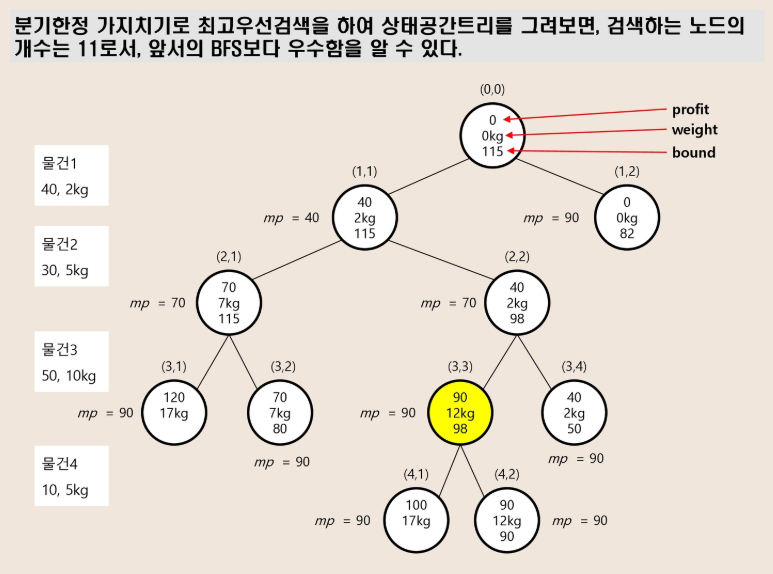 분기한정 가지치기로 최고우선검색을 하여 상태공간트리를 그려보면, 검색하는 노드의
개수는 11로서, 앞서의 BFS보다 우수함을 알 수 있다.
(0,0)
0
0kg
115
profit
weight
bound
물건1
40, 2kg
(1,1)
mp = 40
40
2kg
115
(1,2)
mp = 90
0
0kg
82
물건2
30, 5kg
(2,1)
mp = 70
70
7kg
115
(2,2)
mp = 70
40
2kg
98
물건3
50, 10kg
(3,1)
mp = 90
120
17kg
(3,2)
70
7kg
80
mp = 90
(3,3)
mp = 90
90
12kg
98
(3,4)
40
2kg
50
mp = 90
물건4
10, 5kg
(4,1)
mp = 90
100
17kg
(4,2)
90
12kg
90
mp = 90